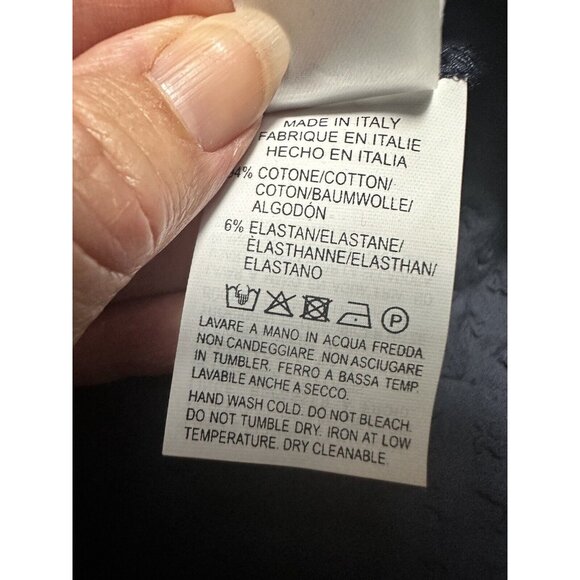 MADE IN ITALY
FABRIQUE EN ITALIE
HECHO EN ITALIA
94% COTONE/COTTON/
COTON/BAUMWOLLE/
ALGODÓN
6% ELASTAN/ELASTANE/
ÈLASTHANNE/ELASTHAN/
ELASTANO
P
LAVARE A MANO IN ACQUA FREDDA.
NON CANDEGGIARE. NON ASCIUGARE
IN TUMBLER. FERRO A BASSA TEMP.
LAVABILE ANCHE A SECCO.
HAND WASH COLD. DO NOT BLEACH.
DO NOT TUMBLE DRY. IRON AT LOW
TEMPERATURE. DRY CLEANABLE.